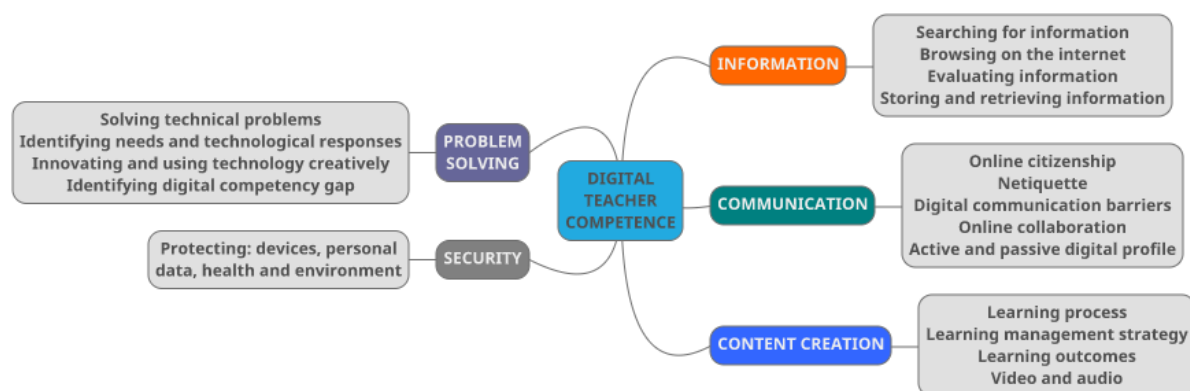 DIGITAL
TEACHER
COMPETENCE
INFORMATION
Searching for information
Browsing on the internet
Evaluating information
Storing and retrieving information
COMMUNICATION
Online citizenship
Netiquette
Digital communication barriers
Online collaboration
Active and passive digital profile
CONTENT CREATION
Learning process
Learning management strategy
Learning outcomes
Video and audio
PROBLEM
SOLVING
Solving technical problems
Identifying needs and technological responses
Innovating and using technology creatively
Identifying digital competency gap
SECURITY
Protecting: devices, personal
data, health and environment